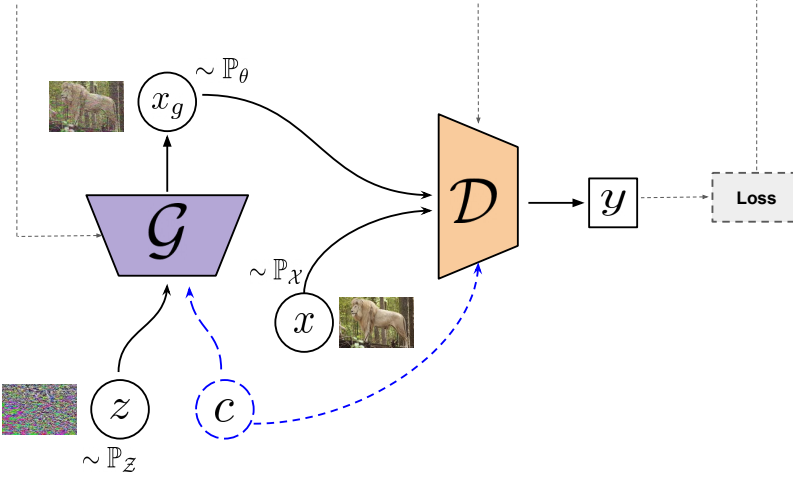 ∼ ℙ_θ
x_g
𝒢
𝒟
y
Loss
∼ ℙ_𝒳
x
z
c
∼ ℙ_𝒵